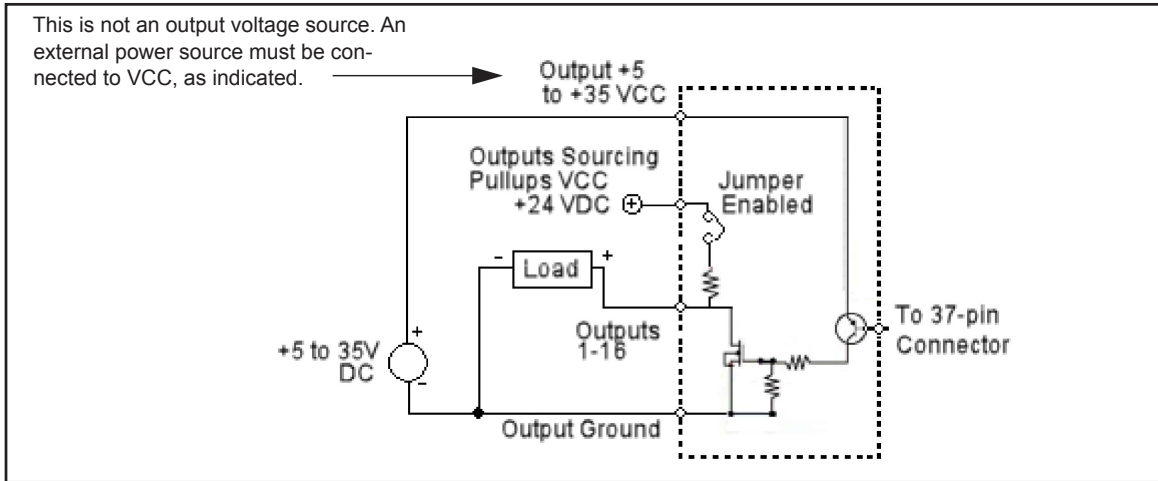 This is not an output voltage source. An
external power source must be con-
nected to VCC, as indicated.
Output +5
to +35 VCC
Outputs Sourcing
Pullups VCC
+24 VDC
Jumper
Enabled
- Load +
Outputs
1-16
To 37-pin
Connector
+
+5 to 35V
DC
-
Output Ground